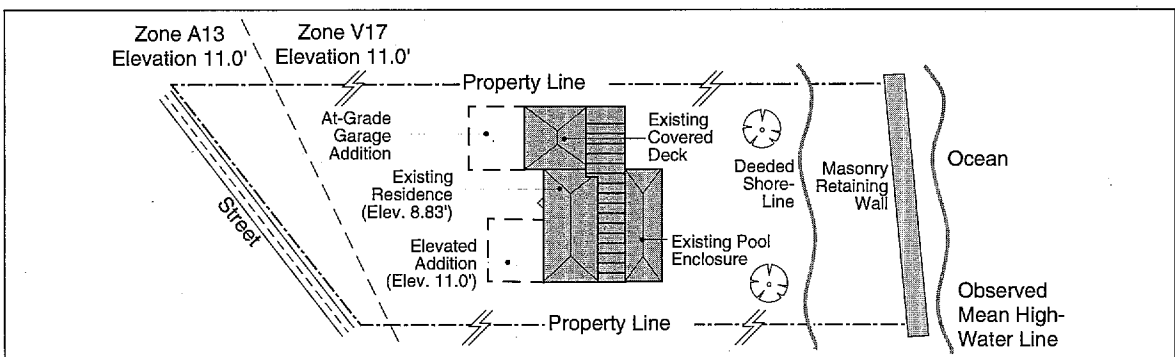 Zone A13
Elevation 11.0'
Zone V17
Elevation 11.0'
Property Line
At-Grade
Garage
Addition
Existing
Covered
Deck
Existing
Residence
(Elev. 8.83')
Elevated
Addition
(Elev. 11.0')
Existing Pool
Enclosure
Street
Deeded
Shore-
Line
Masonry
Retaining
Wall
Ocean
Property Line
Observed
Mean High-
Water Line